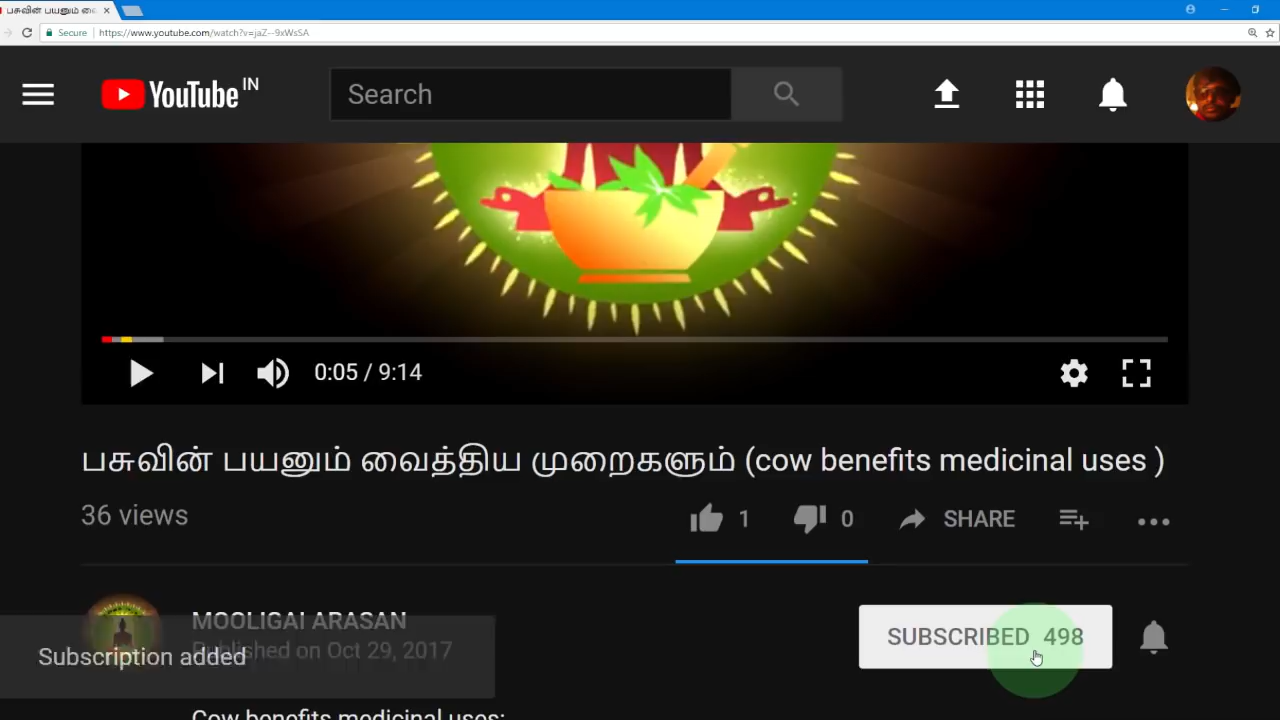 பசுவின் பயனும் வை
Secure https://www.youtube.com/watch?v=jaZ--9xWsSA
YouTube IN
Search
0:05 / 9:14
பசுவின் பயனும் வைத்திய முறைகளும் (cow benefits medicinal uses )
36 views
1 0 SHARE
MOOLIGAI ARASAN
Published on Oct 29, 2017
SUBSCRIBED 498
Subscription added
Cow benefits medicinal uses: